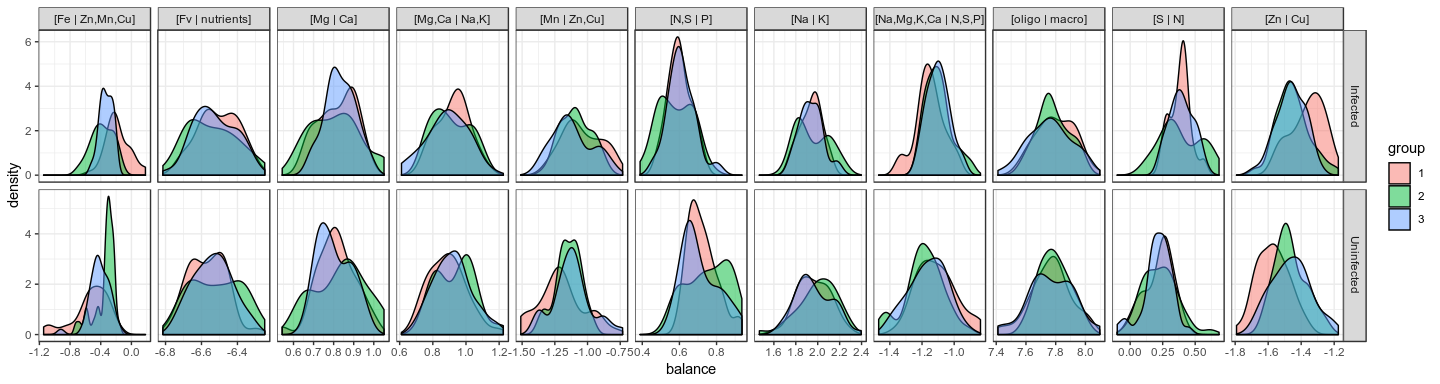 [Fe | Zn,Mn,Cu] [Fv | nutrients] [Mg | Ca] [Mg,Ca | Na,K] [Mn | Zn,Cu] [N,S | P] [Na | K] [Na,Mg,K,Ca | N,S,P] [oligo | macro] [S | N] [Zn | Cu]
6
4
2
0
Infected
density
4
2
0
Uninfected
-1.2 -0.8 -0.4 0.0 -6.8 -6.6 -6.4 0.6 0.7 0.8 0.9 1.0 0.6 0.8 1.0 1.2 -1.50 -1.25 -1.00 -0.75 0.4 0.6 0.8 1.6 1.8 2.0 2.2 2.4 -1.4 -1.2 -1.0 7.4 7.6 7.8 8.0 0.00 0.25 0.50 -1.8 -1.6 -1.4 -1.2
balance
group
1
2
3